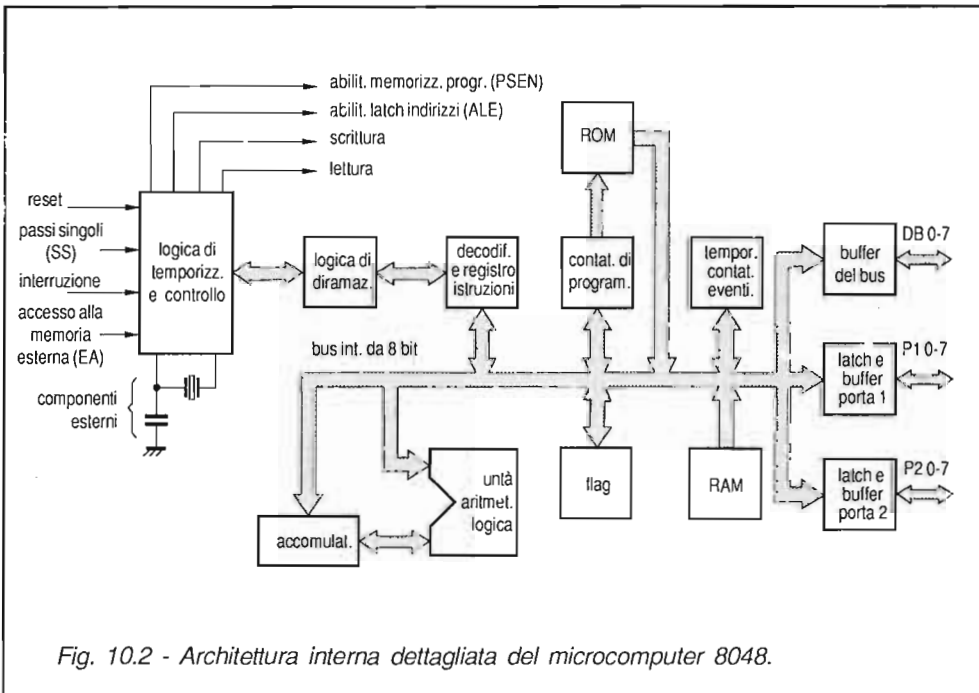 abilit. memorizz. progr. (PSEN)
abilit. latch indirizzi (ALE)
scrittura
lettura
reset
passi singoli
(SS)
interruzione
accesso alla
memoria
esterna (EA)
logica di
temporizz.
e controllo
componenti
esterni
logica di
diramaz.
decodif.
e registro
istruzioni
ROM
contat. di
program.
tempor.
contat.
eventi.
buffer
del bus
DB 0-7
bus int. da 8 bit
latch e
buffer
porta 1
P1 0-7
accomulat.
untà
aritmet.
logica
flag
RAM
latch e
buffer
porta 2
P2 0-7
Fig. 10.2 - Architettura interna dettagliata del microcomputer 8048.